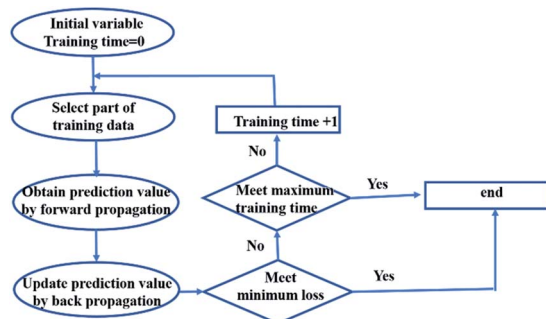 Initial variable
Training time=0
Select part of
training data
Obtain prediction value
by forward propagation
Update prediction value
by back propagation
Meet
minimum loss
Yes
No
Meet maximum
training time
Yes
No
Training time +1
end